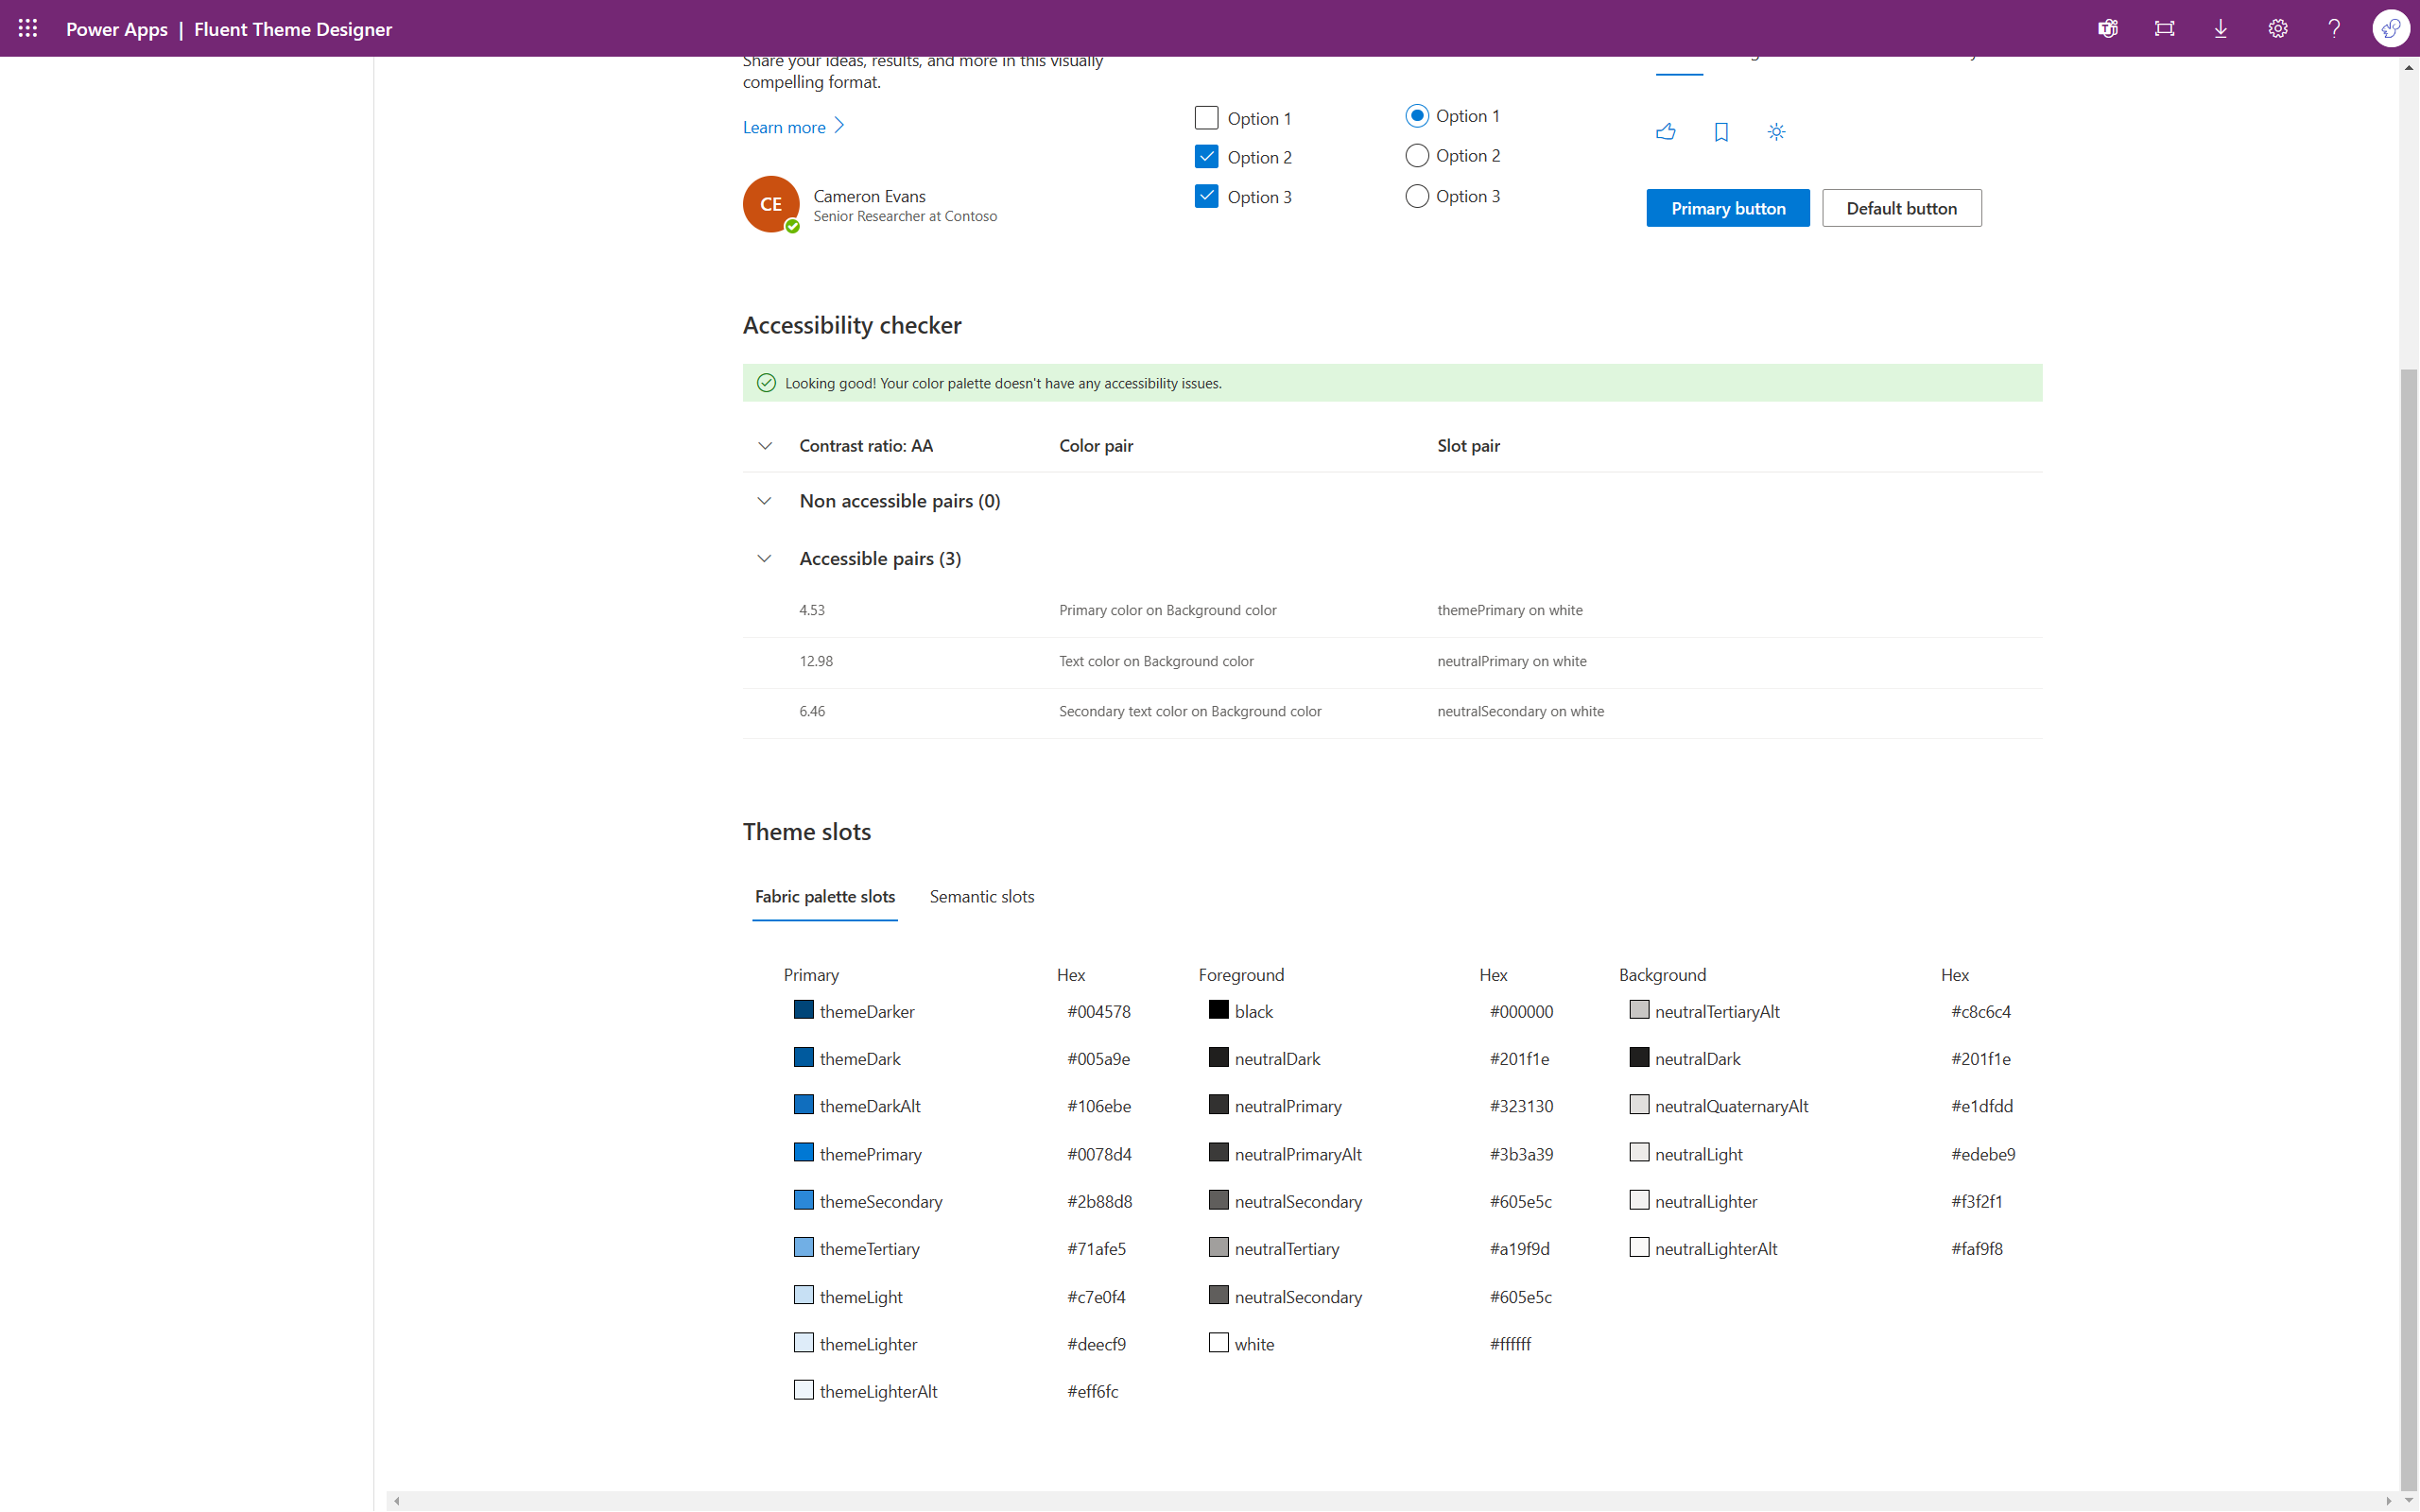 Power Apps | Fluent Theme Designer
Share your ideas, results, and more in this visually
compelling format.
Learn more
CE
Cameron Evans
Senior Researcher at Contoso
Option 1
Option 2
Option 3
Option 1
Option 2
Option 3
Primary button
Default button
Accessibility checker
Looking good! Your color palette doesn't have any accessibility issues.
Contrast ratio: AA Color pair Slot pair
Non accessible pairs (0)
Accessible pairs (3)
4.53 Primary color on Background color themePrimary on white
12.98 Text color on Background color neutralPrimary on white
6.46 Secondary text color on Background color neutralSecondary on white
Theme slots
Fabric palette slots Semantic slots
Primary Hex Foreground Hex Background Hex
themeDarker #004578 black #000000 neutralTertiaryAlt #c8c6c4
themeDark #005a9e neutralDark #201f1e neutralDark #201f1e
themeDarkAlt #106ebe neutralPrimary #323130 neutralQuaternaryAlt #e1dfdd
themePrimary #0078d4 neutralPrimaryAlt #3b3a39 neutralLight #edebe9
themeSecondary #2b88d8 neutralSecondary #605e5c neutralLighter #f3f2f1
themeTertiary #71afe5 neutralTertiary #a19f9d neutralLighterAlt #faf9f8
themeLight #c7e0f4 neutralSecondary #605e5c
themeLighter #deecf9 white #ffffff
themeLighterAlt #eff6fc